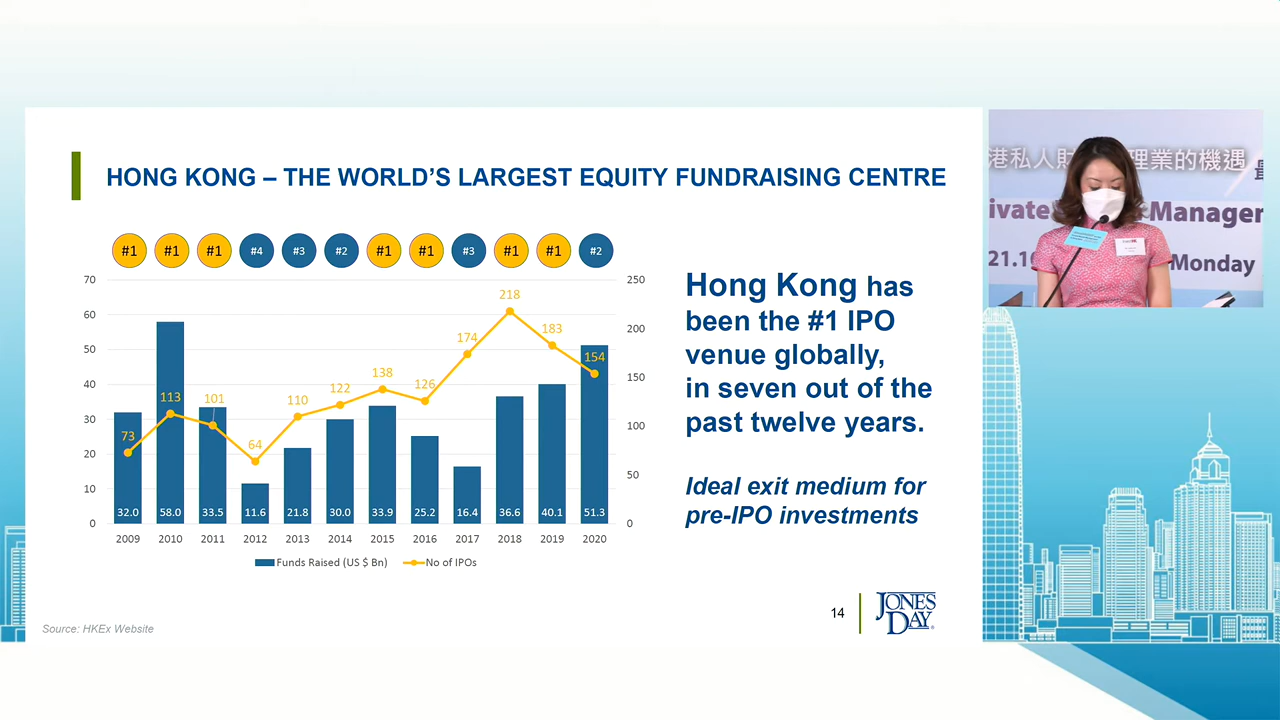 HONG KONG – THE WORLD'S LARGEST EQUITY FUNDRAISING CENTRE
#1 #1 #1 #4 #3 #2 #1 #1 #3 #1 #1 #2
70
60
50
40
30
20
10
0
250
200
150
100
50
0
73 113 101 64 110 122 138 126 174 218 183 154
32.0 58.0 33.5 11.6 21.8 30.0 33.9 25.2 16.4 36.6 40.1 51.3
2009 2010 2011 2012 2013 2014 2015 2016 2017 2018 2019 2020
Funds Raised (US $ Bn) No of IPOs
Hong Kong has
been the #1 IPO
venue globally,
in seven out of the
past twelve years.
Ideal exit medium for
pre-IPO investments
14
JONES
DAY
®
Source: HKEx Website
港私人財 理業的機遇
ivate Manager
21.1 Monday